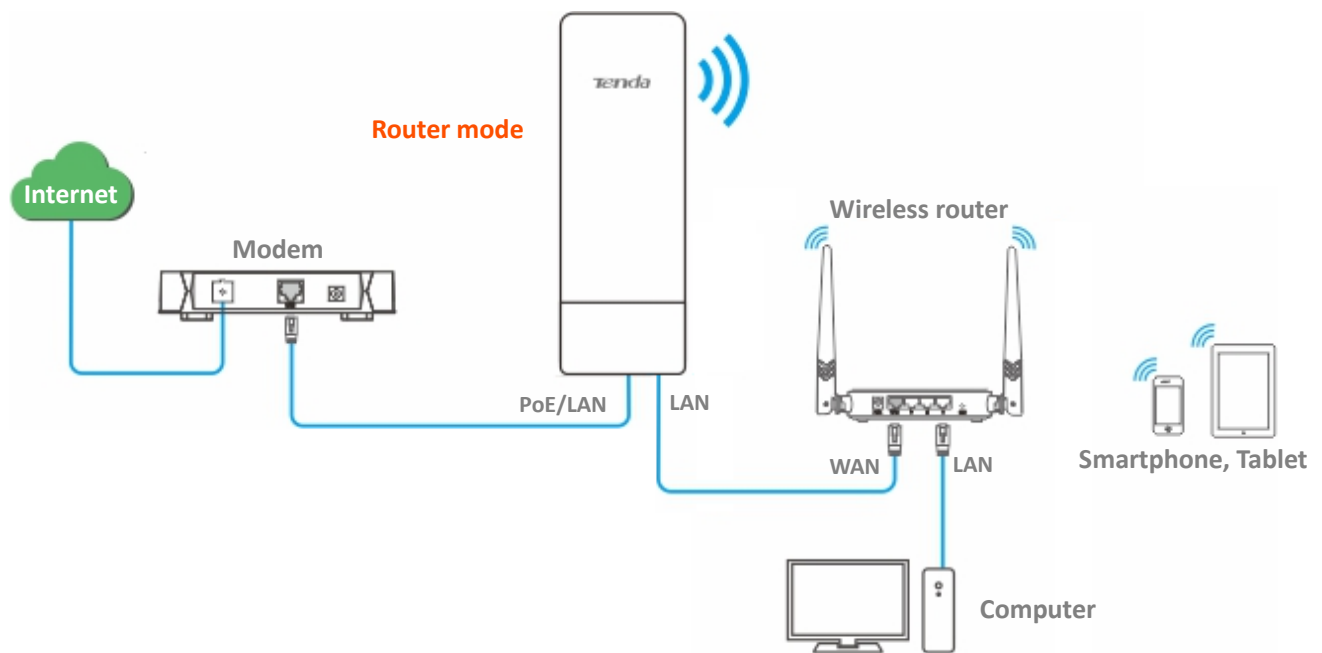 Tenda
Router mode
Internet
Wireless router
Modem
PoE/LAN
LAN
WAN
LAN
Smartphone, Tablet
Computer